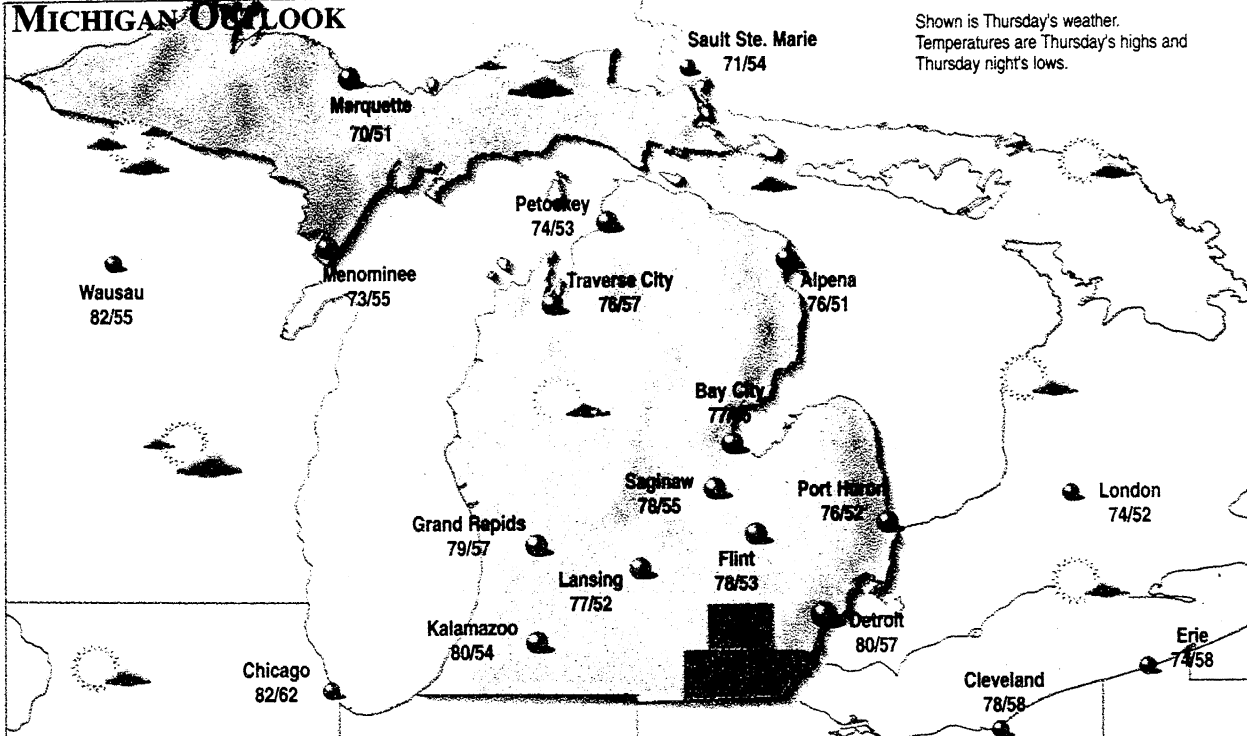 MICHIGAN OUTLOOK
Shown is Thursday's weather.
Temperatures are Thursday's highs and
Thursday night's lows.
Sault Ste. Marie
71/54
Marquette
70/51
Petoskey
74/53
Menominee
73/55
Wausau
82/55
Traverse City
76/57
Alpena
76/51
Bay City
Saginaw
78/55
Port Huron
76/52
London
74/52
Grand Rapids
79/57
Flint
78/53
Lansing
77/52
Kalamazoo
80/54
Detroit
80/57
Chicago
82/62
Erie
74/58
Cleveland
78/58